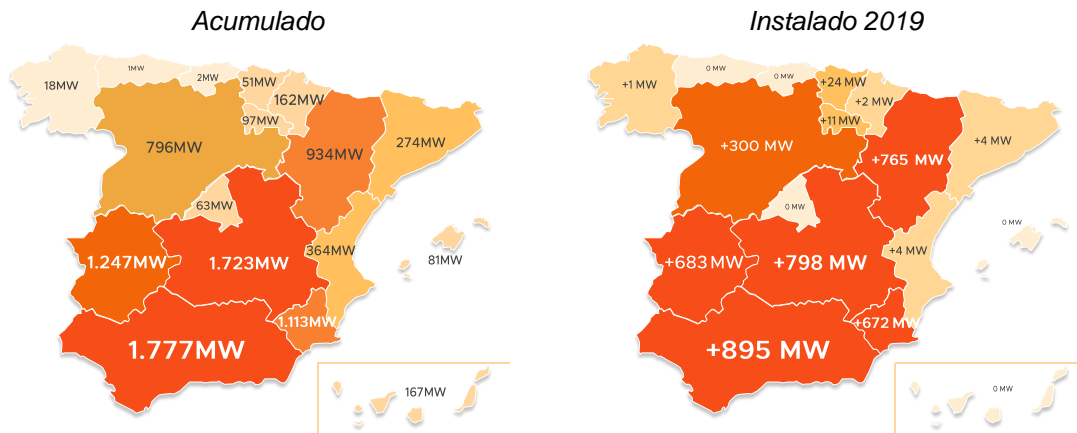 Acumulado
1MW
2MW
18MW
51MW
162MW
97MW
796MW
934MW
274MW
63MW
364MW
1.247MW
1.723MW
81MW
1.113MW
1.777MW
167MW
Instalado 2019
0 MW
0 MW
+1 MW
+24 MW
+2 MW
+11 MW
+300 MW
+765 MW
+4 MW
0 MW
0 MW
+683 MW
+798 MW
+4 MW
+672 MW
+895 MW
0 MW